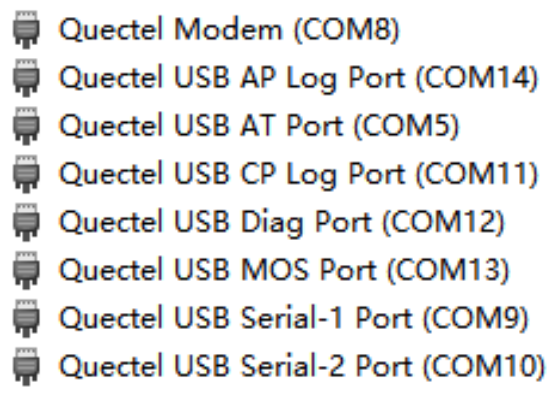 Quectel Modem (COM8)
Quectel USB AP Log Port (COM14)
Quectel USB AT Port (COM5)
Quectel USB CP Log Port (COM11)
Quectel USB Diag Port (COM12)
Quectel USB MOS Port (COM13)
Quectel USB Serial-1 Port (COM9)
Quectel USB Serial-2 Port (COM10)